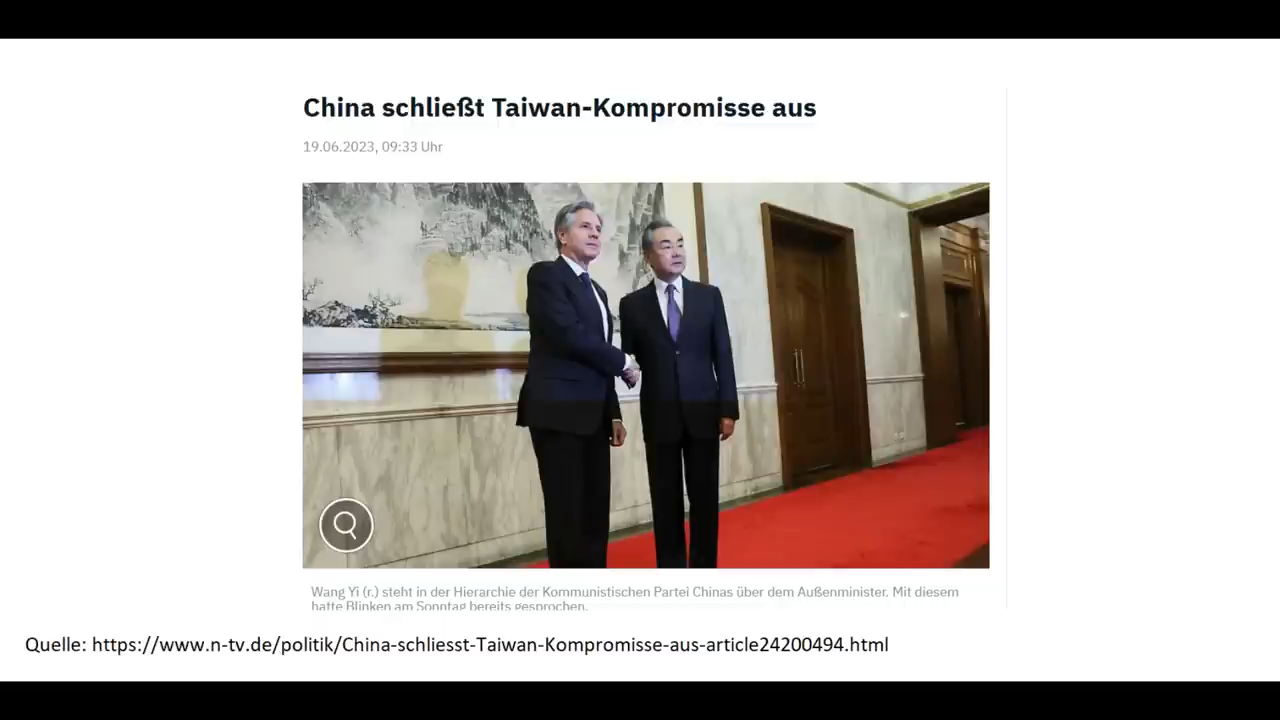 China schließt Taiwan-Kompromisse aus
19.06.2023, 09:33 Uhr
Wang Yi (r.) steht in der Hierarchie der Kommunistischen Partei Chinas über dem Außenminister. Mit diesem
hatte Blinken am Sonntag bereits gesprochen.
Quelle: https://www.n-tv.de/politik/China-schliesst-Taiwan-Kompromisse-aus-article24200494.html